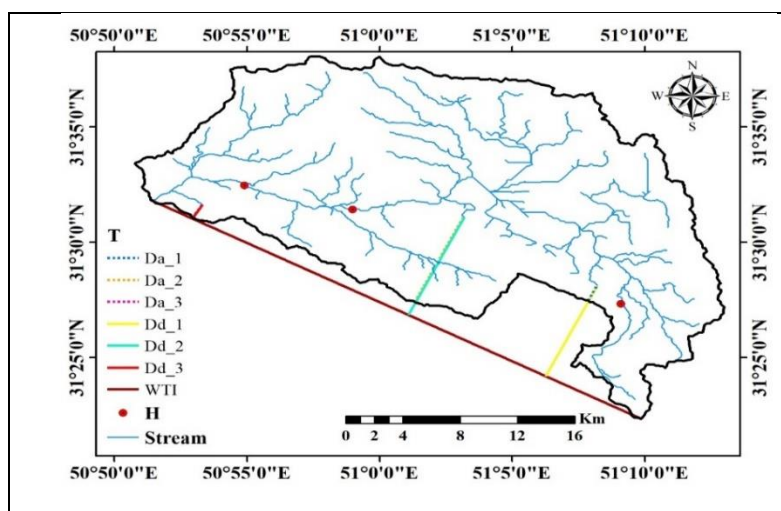 50°50'0"E 50°55'0"E 51°0'0"E 51°5'0"E 51°10'0"E
N
W E
S
31°35'0"N 31°35'0"N
31°30'0"N 31°30'0"N
31°25'0"N 31°25'0"N
T
Da_1
Da_2
Da_3
Dd_1
Dd_2
Dd_3
WTI
H
Stream
Km
0 2 4 8 12 16
50°50'0"E 50°55'0"E 51°0'0"E 51°5'0"E 51°10'0"E